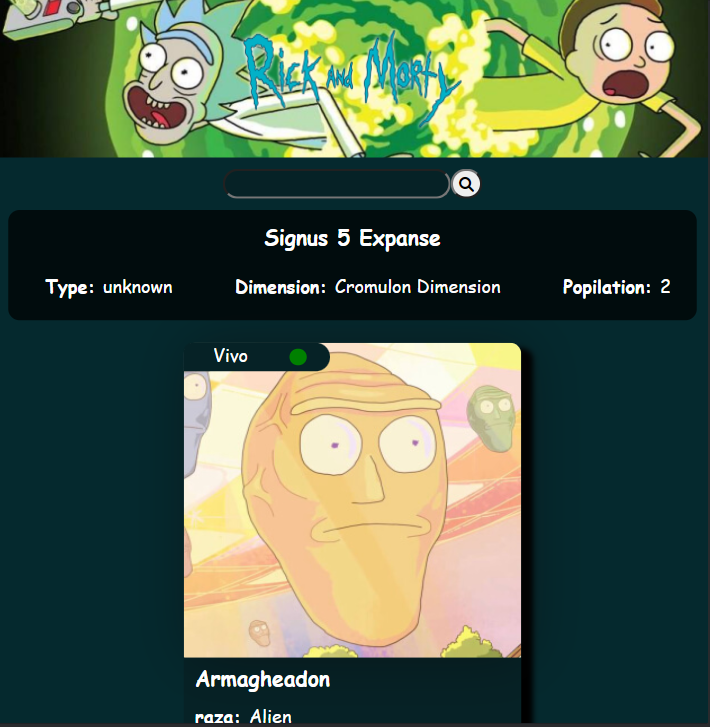 Rick and Morty
Signus 5 Expanse
Type: unknown Dimension: Cromulon Dimension Popilation: 2
Vivo
Armagheadon
raza: Alien